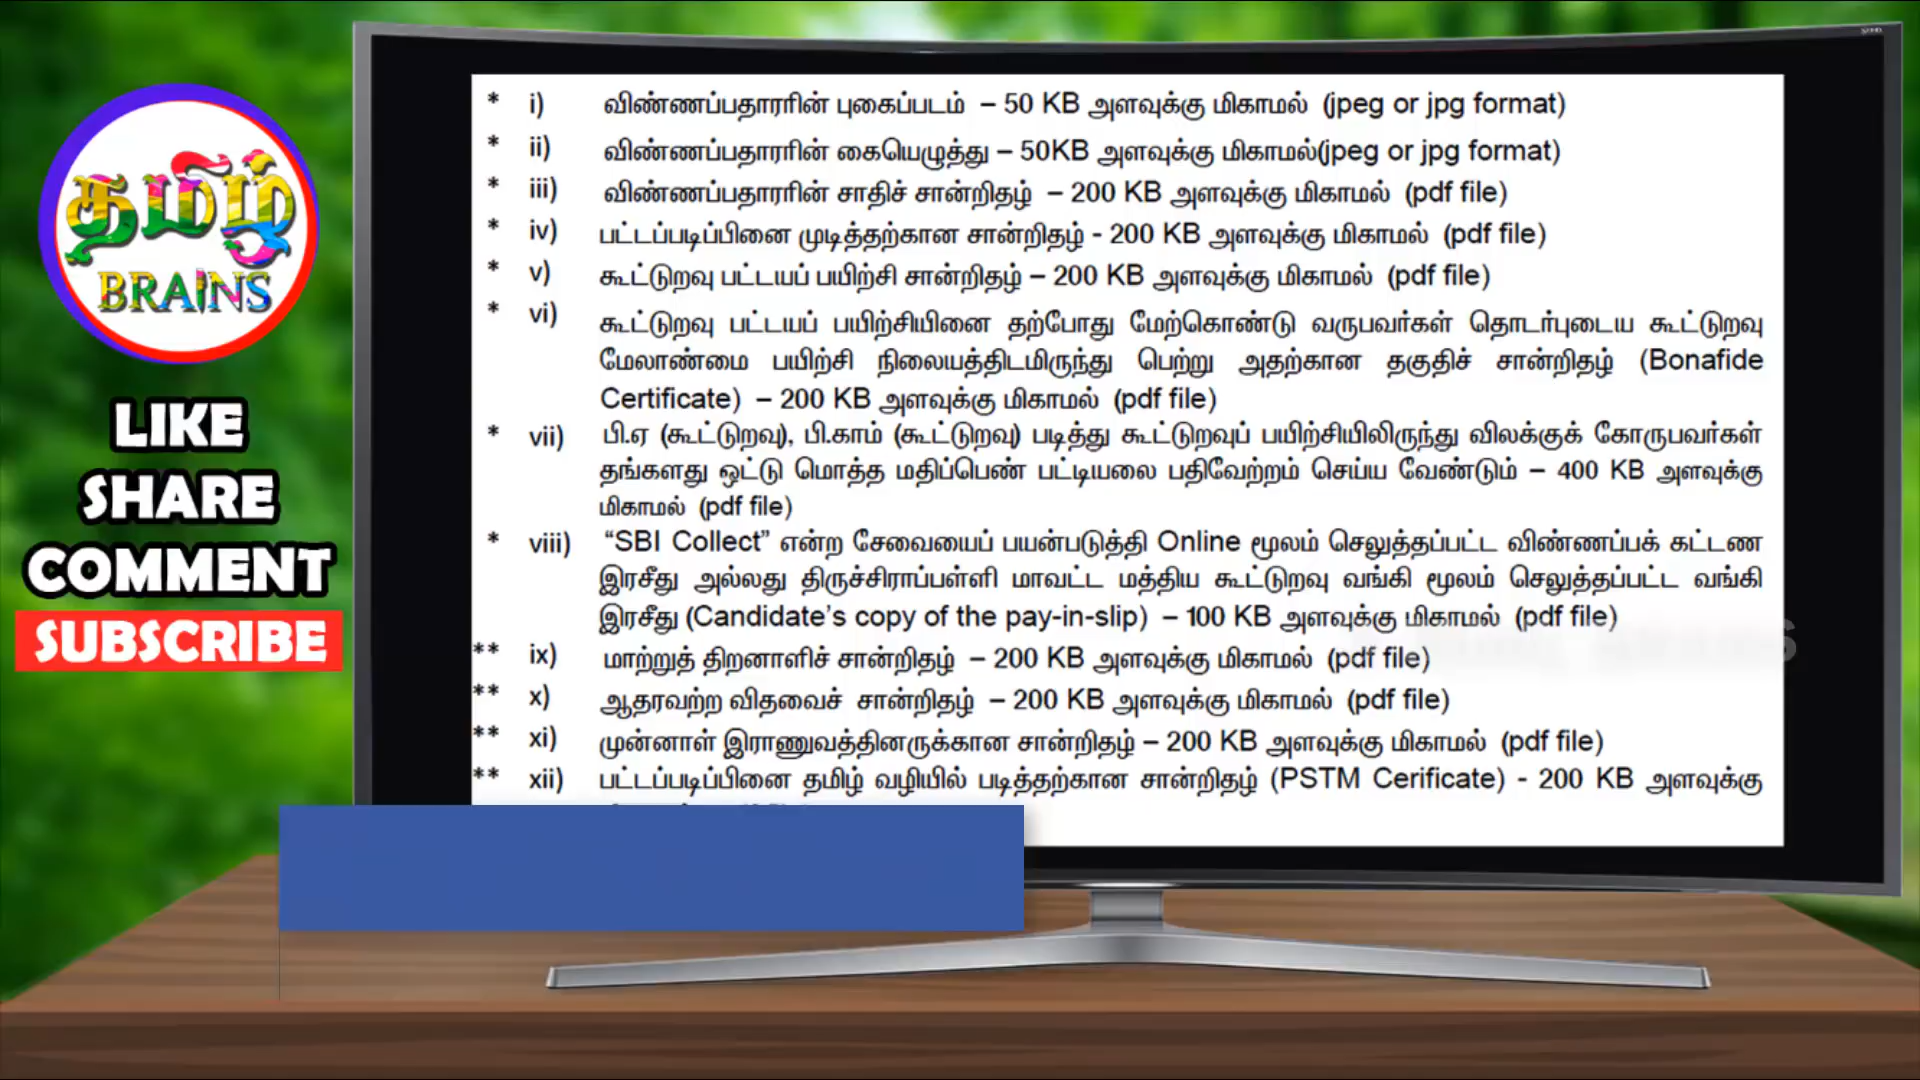 தமிழ்
BRAINS
LIKE
SHARE
COMMENT
SUBSCRIBE
* i) விண்ணப்பதாரரின் புகைப்படம் – 50 KB அளவுக்கு மிகாமல் (jpeg or jpg format)
* ii) விண்ணப்பதாரரின் கையெழுத்து – 50KB அளவுக்கு மிகாமல்(jpeg or jpg format)
* iii) விண்ணப்பதாரரின் சாதிச் சான்றிதழ் – 200 KB அளவுக்கு மிகாமல் (pdf file)
* iv) பட்டப்படிப்பினை முடித்தற்கான சான்றிதழ் - 200 KB அளவுக்கு மிகாமல் (pdf file)
* v) கூட்டுறவு பட்டயப் பயிற்சி சான்றிதழ் – 200 KB அளவுக்கு மிகாமல் (pdf file)
* vi) கூட்டுறவு பட்டயப் பயிற்சியினை தற்போது மேற்கொண்டு வருபவர்கள் தொடர்புடைய கூட்டுறவு
மேலாண்மை பயிற்சி நிலையத்திடமிருந்து பெற்று அதற்கான தகுதிச் சான்றிதழ் (Bonafide
Certificate) – 200 KB அளவுக்கு மிகாமல் (pdf file)
* vii) பி.ஏ (கூட்டுறவு), பி.காம் (கூட்டுறவு) படித்து கூட்டுறவுப் பயிற்சியிலிருந்து விலக்குக் கோருபவர்கள்
தங்களது ஒட்டு மொத்த மதிப்பெண் பட்டியலை பதிவேற்றம் செய்ய வேண்டும் – 400 KB அளவுக்கு
மிகாமல் (pdf file)
* viii) “SBI Collect” என்ற சேவையைப் பயன்படுத்தி Online மூலம் செலுத்தப்பட்ட விண்ணப்பக் கட்டண
இரசீது அல்லது திருச்சிராப்பள்ளி மாவட்ட மத்திய கூட்டுறவு வங்கி மூலம் செலுத்தப்பட்ட வங்கி
இரசீது (Candidate’s copy of the pay-in-slip) – 100 KB அளவுக்கு மிகாமல் (pdf file)
** ix) மாற்றுத் திறனாளிச் சான்றிதழ் – 200 KB அளவுக்கு மிகாமல் (pdf file)
** x) ஆதரவற்ற விதவைச் சான்றிதழ் – 200 KB அளவுக்கு மிகாமல் (pdf file)
** xi) முன்னாள் இராணுவத்தினருக்கான சான்றிதழ் – 200 KB அளவுக்கு மிகாமல் (pdf file)
** xii) பட்டப்படிப்பினை தமிழ் வழியில் படித்தற்கான சான்றிதழ் (PSTM Cerificate) - 200 KB அளவுக்கு